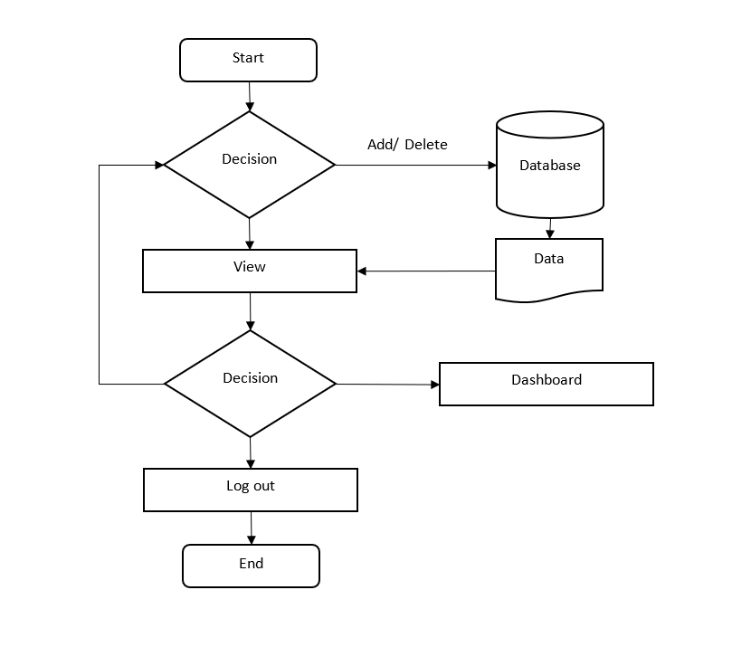 Start
Decision
Add/ Delete
Database
View
Data
Decision
Dashboard
Log out
End